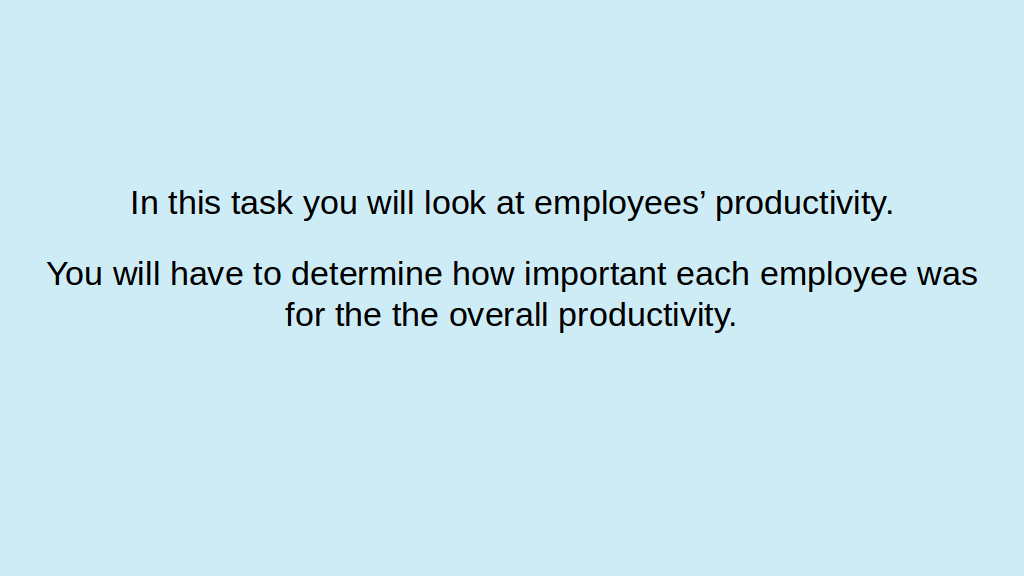 In this task you will look at employees’ productivity.
You will have to determine how important each employee was
for the the overall productivity.